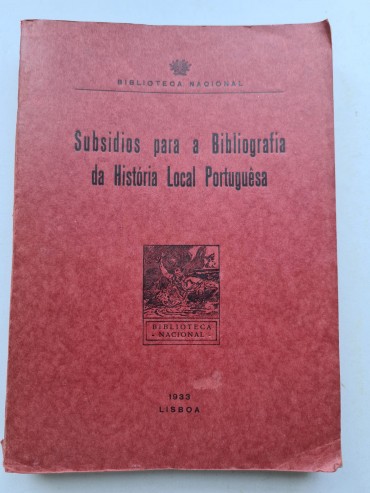 BIBLIOTECA NACIONAL
Subsídios para a Bibliografia
da História Local Portuguêsa
BIBLIOTECA
- NACIONAL -
1933
LISBOA